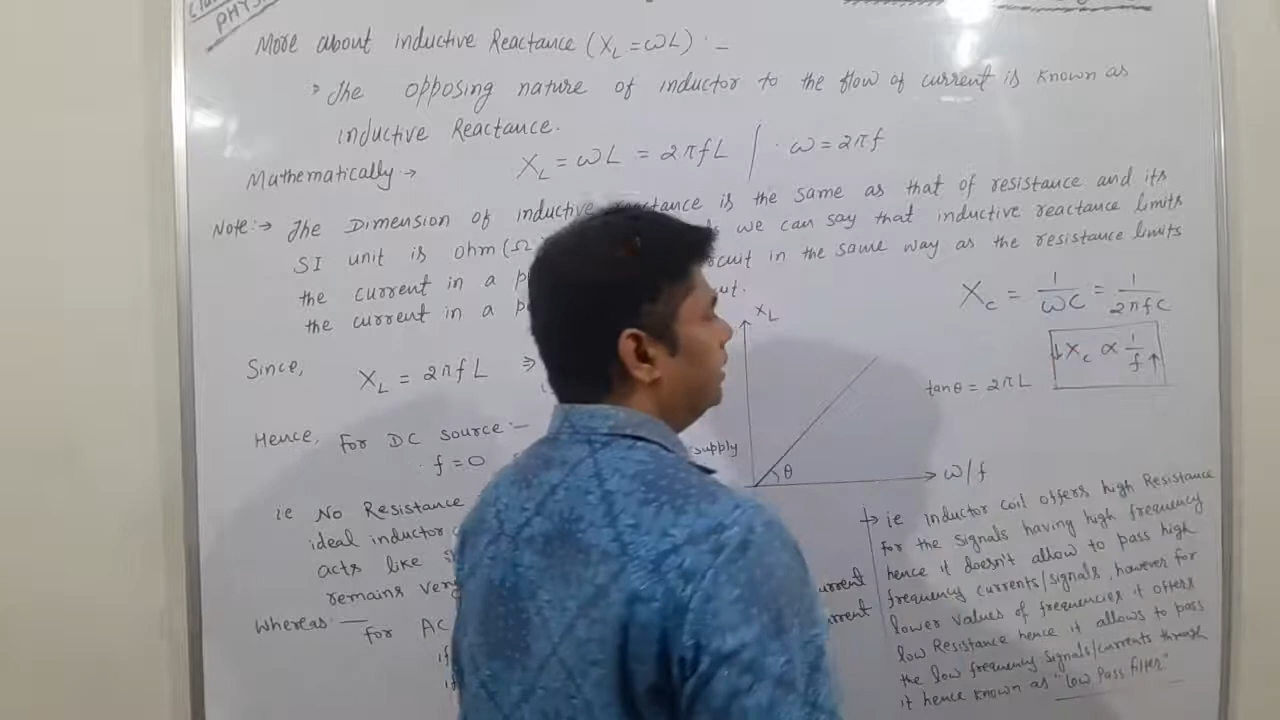 PHYS
More about inductive Reactance (X_L = ωL) :-
The opposing nature of inductor to the flow of current is known as
inductive Reactance.
Mathematically → X_L = ωL = 2πfL | ∵ ω = 2πf
Note:→ The Dimension of inductive reactance is the same as that of resistance and its
SI unit is ohm (Ω we can say that inductive reactance limits
the current in a p rcuit in the same way as the resistance limits
the current in a p uit.
X_C = 1/ωC = 1/2πfC
↓X_C ∝ 1/f↑
Since, X_L = 2πfL ⇒
X_L
tanθ = 2πL
θ
ω/f
Hence, for DC source:-
f = 0 supply
ie No Resistance
ideal inductor
acts like
remains very
Whereas:—
for AC
if
if
current
current
→ ie inductor coil offers high Resistance
for the signals having high frequency
hence it doesn't allow to pass high
frequency currents/signals, however for
lower values of frequencies it offers
low Resistance hence it allows to pass
the low frequency signals/currents through
it hence known as "low Pass filter"